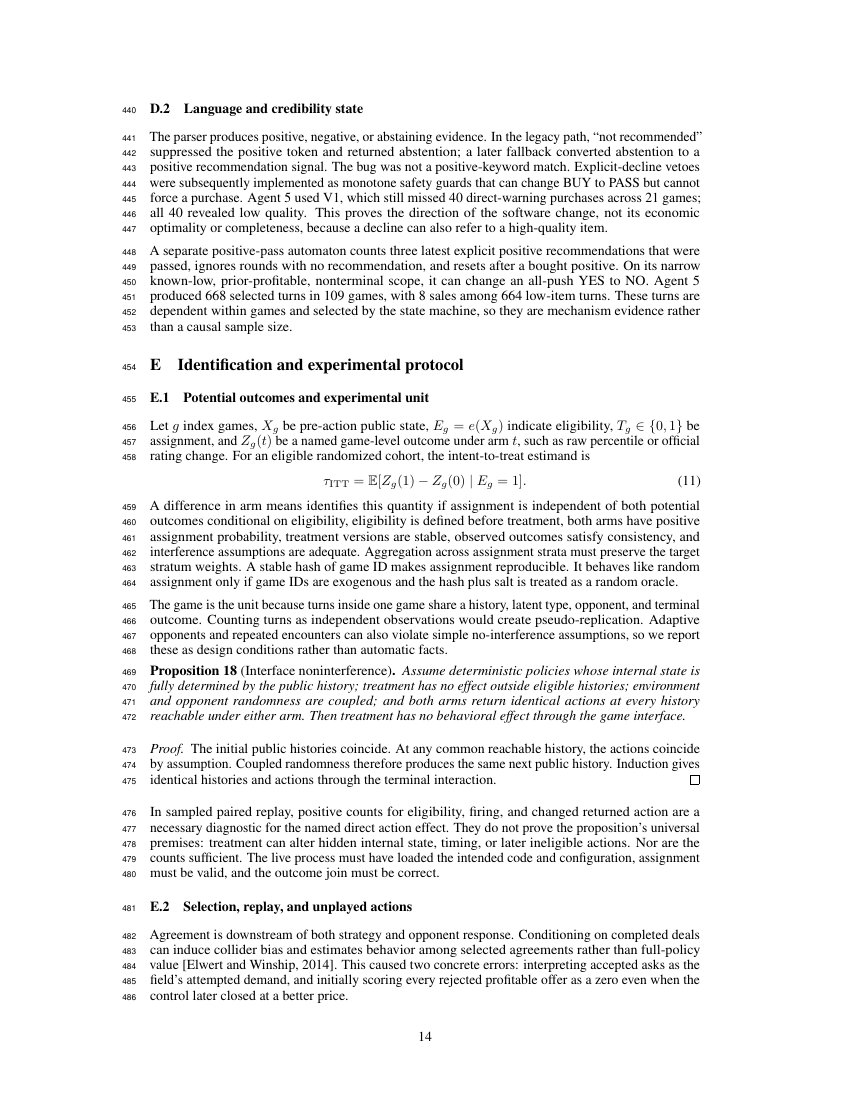 440 D.2 Language and credibility state
441 The parser produces positive, negative, or abstaining evidence. In the legacy path, “not recommended”
442 suppressed the positive token and returned abstention; a later fallback converted abstention to a
443 positive recommendation signal. The bug was not a positive-keyword match. Explicit-decline vetoes
444 were subsequently implemented as monotone safety guards that can change BUY to PASS but cannot
445 force a purchase. Agent 5 used V1, which still missed 40 direct-warning purchases across 21 games;
446 all 40 revealed low quality. This proves the direction of the software change, not its economic
447 optimality or completeness, because a decline can also refer to a high-quality item.
448 A separate positive-pass automaton counts three latest explicit positive recommendations that were
449 passed, ignores rounds with no recommendation, and resets after a bought positive. On its narrow
450 known-low, prior-profitable, nonterminal scope, it can change an all-push YES to NO. Agent 5
451 produced 668 selected turns in 109 games, with 8 sales among 664 low-item turns. These turns are
452 dependent within games and selected by the state machine, so they are mechanism evidence rather
453 than a causal sample size.
454 E Identification and experimental protocol
455 E.1 Potential outcomes and experimental unit
456 Let g index games, X_g be pre-action public state, E_g = e(X_g) indicate eligibility, T_g ∈ {0, 1} be
457 assignment, and Z_g(t) be a named game-level outcome under arm t, such as raw percentile or official
458 rating change. For an eligible randomized cohort, the intent-to-treat estimand is
τ_ITT = 𝔼[Z_g(1) − Z_g(0) | E_g = 1]. (11)
459 A difference in arm means identifies this quantity if assignment is independent of both potential
460 outcomes conditional on eligibility, eligibility is defined before treatment, both arms have positive
461 assignment probability, treatment versions are stable, observed outcomes satisfy consistency, and
462 interference assumptions are adequate. Aggregation across assignment strata must preserve the target
463 stratum weights. A stable hash of game ID makes assignment reproducible. It behaves like random
464 assignment only if game IDs are exogenous and the hash plus salt is treated as a random oracle.
465 The game is the unit because turns inside one game share a history, latent type, opponent, and terminal
466 outcome. Counting turns as independent observations would create pseudo-replication. Adaptive
467 opponents and repeated encounters can also violate simple no-interference assumptions, so we report
468 these as design conditions rather than automatic facts.
469 Proposition 18 (Interface noninterference). Assume deterministic policies whose internal state is
470 fully determined by the public history; treatment has no effect outside eligible histories; environment
471 and opponent randomness are coupled; and both arms return identical actions at every history
472 reachable under either arm. Then treatment has no behavioral effect through the game interface.
473 Proof. The initial public histories coincide. At any common reachable history, the actions coincide
474 by assumption. Coupled randomness therefore produces the same next public history. Induction gives
475 identical histories and actions through the terminal interaction. □
476 In sampled paired replay, positive counts for eligibility, firing, and changed returned action are a
477 necessary diagnostic for the named direct action effect. They do not prove the proposition’s universal
478 premises: treatment can alter hidden internal state, timing, or later ineligible actions. Nor are the
479 counts sufficient. The live process must have loaded the intended code and configuration, assignment
480 must be valid, and the outcome join must be correct.
481 E.2 Selection, replay, and unplayed actions
482 Agreement is downstream of both strategy and opponent response. Conditioning on completed deals
483 can induce collider bias and estimates behavior among selected agreements rather than full-policy
484 value [Elwert and Winship, 2014]. This caused two concrete errors: interpreting accepted asks as the
485 field’s attempted demand, and initially scoring every rejected profitable offer as a zero even when the
486 control later closed at a better price.
14